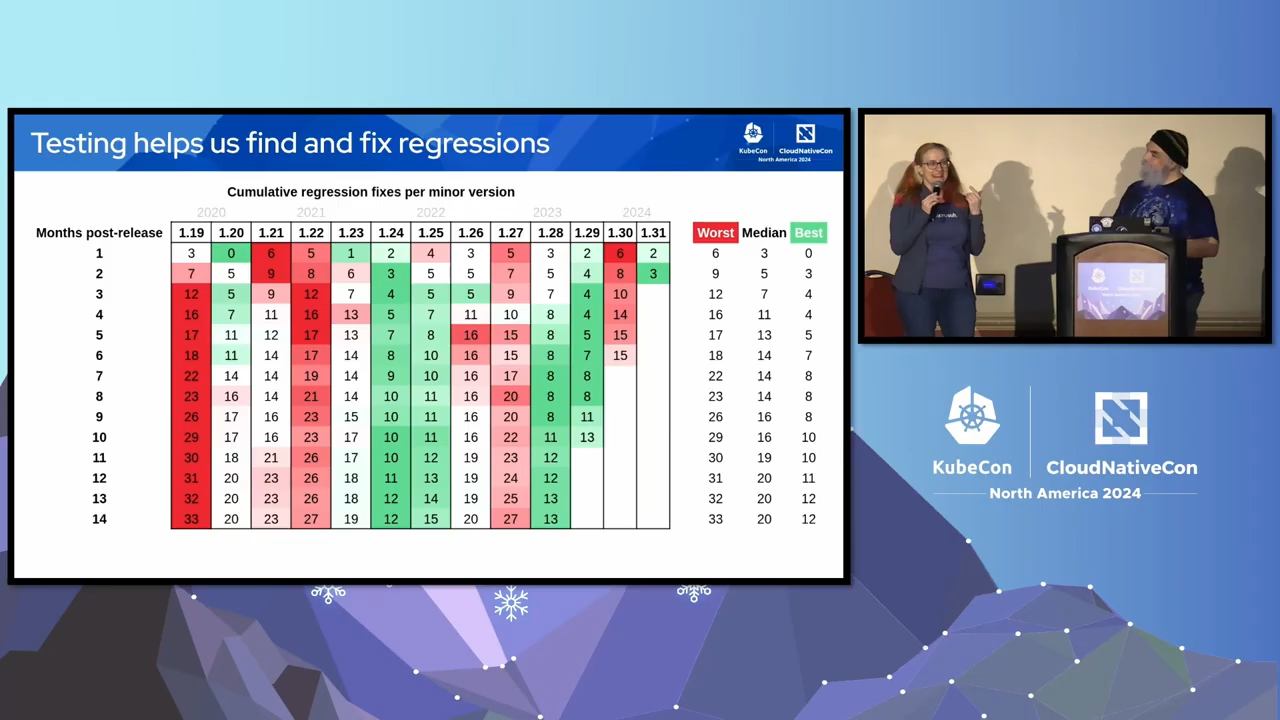 Testing helps us find and fix regressions
KubeCon CloudNativeCon
North America 2024
Cumulative regression fixes per minor version
2020 2021 2022 2023 2024
Months post-release 1.19 1.20 1.21 1.22 1.23 1.24 1.25 1.26 1.27 1.28 1.29 1.30 1.31 Worst Median Best
1 3 0 6 5 1 2 4 3 5 3 2 6 2 6 3 0
2 7 5 9 8 6 3 5 5 7 5 4 8 3 9 5 3
3 12 5 9 12 7 4 5 5 9 7 4 10 12 7 4
4 16 7 11 16 13 5 7 11 10 8 4 14 16 11 4
5 17 11 12 17 13 7 8 16 15 8 5 15 17 13 5
6 18 11 14 17 14 8 10 16 15 8 7 15 18 14 7
7 22 14 14 19 14 9 10 16 17 8 8 22 14 8
8 23 16 14 21 14 10 11 16 20 8 8 23 14 8
9 26 17 16 23 15 10 11 16 20 8 11 26 16 8
10 29 17 16 23 17 10 11 16 22 11 13 29 16 10
11 30 18 21 26 17 10 12 19 23 12 30 19 10
12 31 20 23 26 18 11 13 19 24 12 31 20 11
13 32 20 23 26 18 12 14 19 25 13 32 20 12
14 33 20 23 27 19 12 15 20 27 13 33 20 12
KubeCon CloudNativeCon
North America 2024